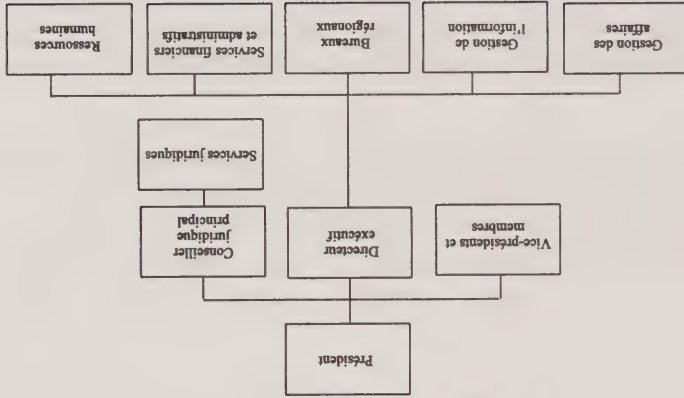 Président
Vice-présidents et
membres
Directeur
exécutif
Conseiller
juridique
principal
Services juridiques
Gestion des
affaires
Gestion de
l'information
Bureaux
régionaux
Services financiers
et administratifs
Ressources
humaines